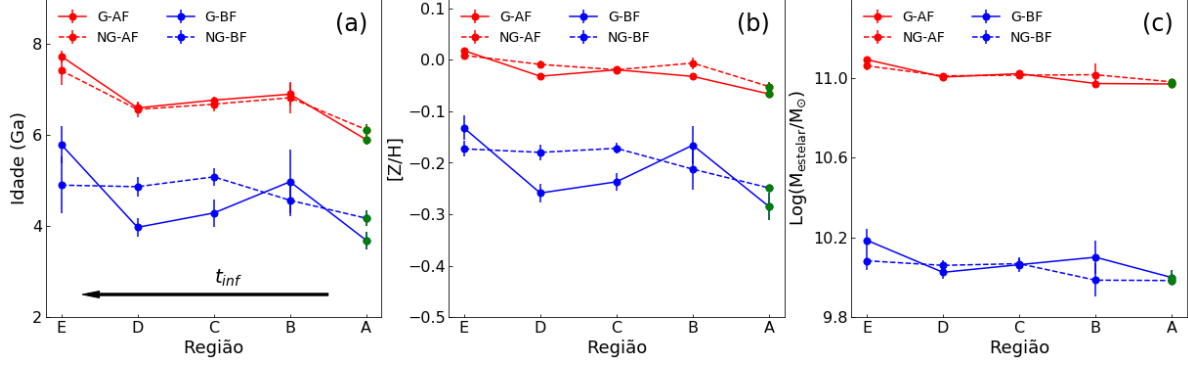 G-AF G-BF (a)
NG-AF NG-BF
8
6
4
2
Idade (Ga)
t_inf
E D C B A
Região
G-AF G-BF (b)
NG-AF NG-BF
0.1
0.0
−0.1
−0.2
−0.3
−0.4
−0.5
[Z/H]
E D C B A
Região
G-AF G-BF (c)
NG-AF NG-BF
11.0
10.6
10.2
9.8
Log(M_estelar/M_⊙)
E D C B A
Região